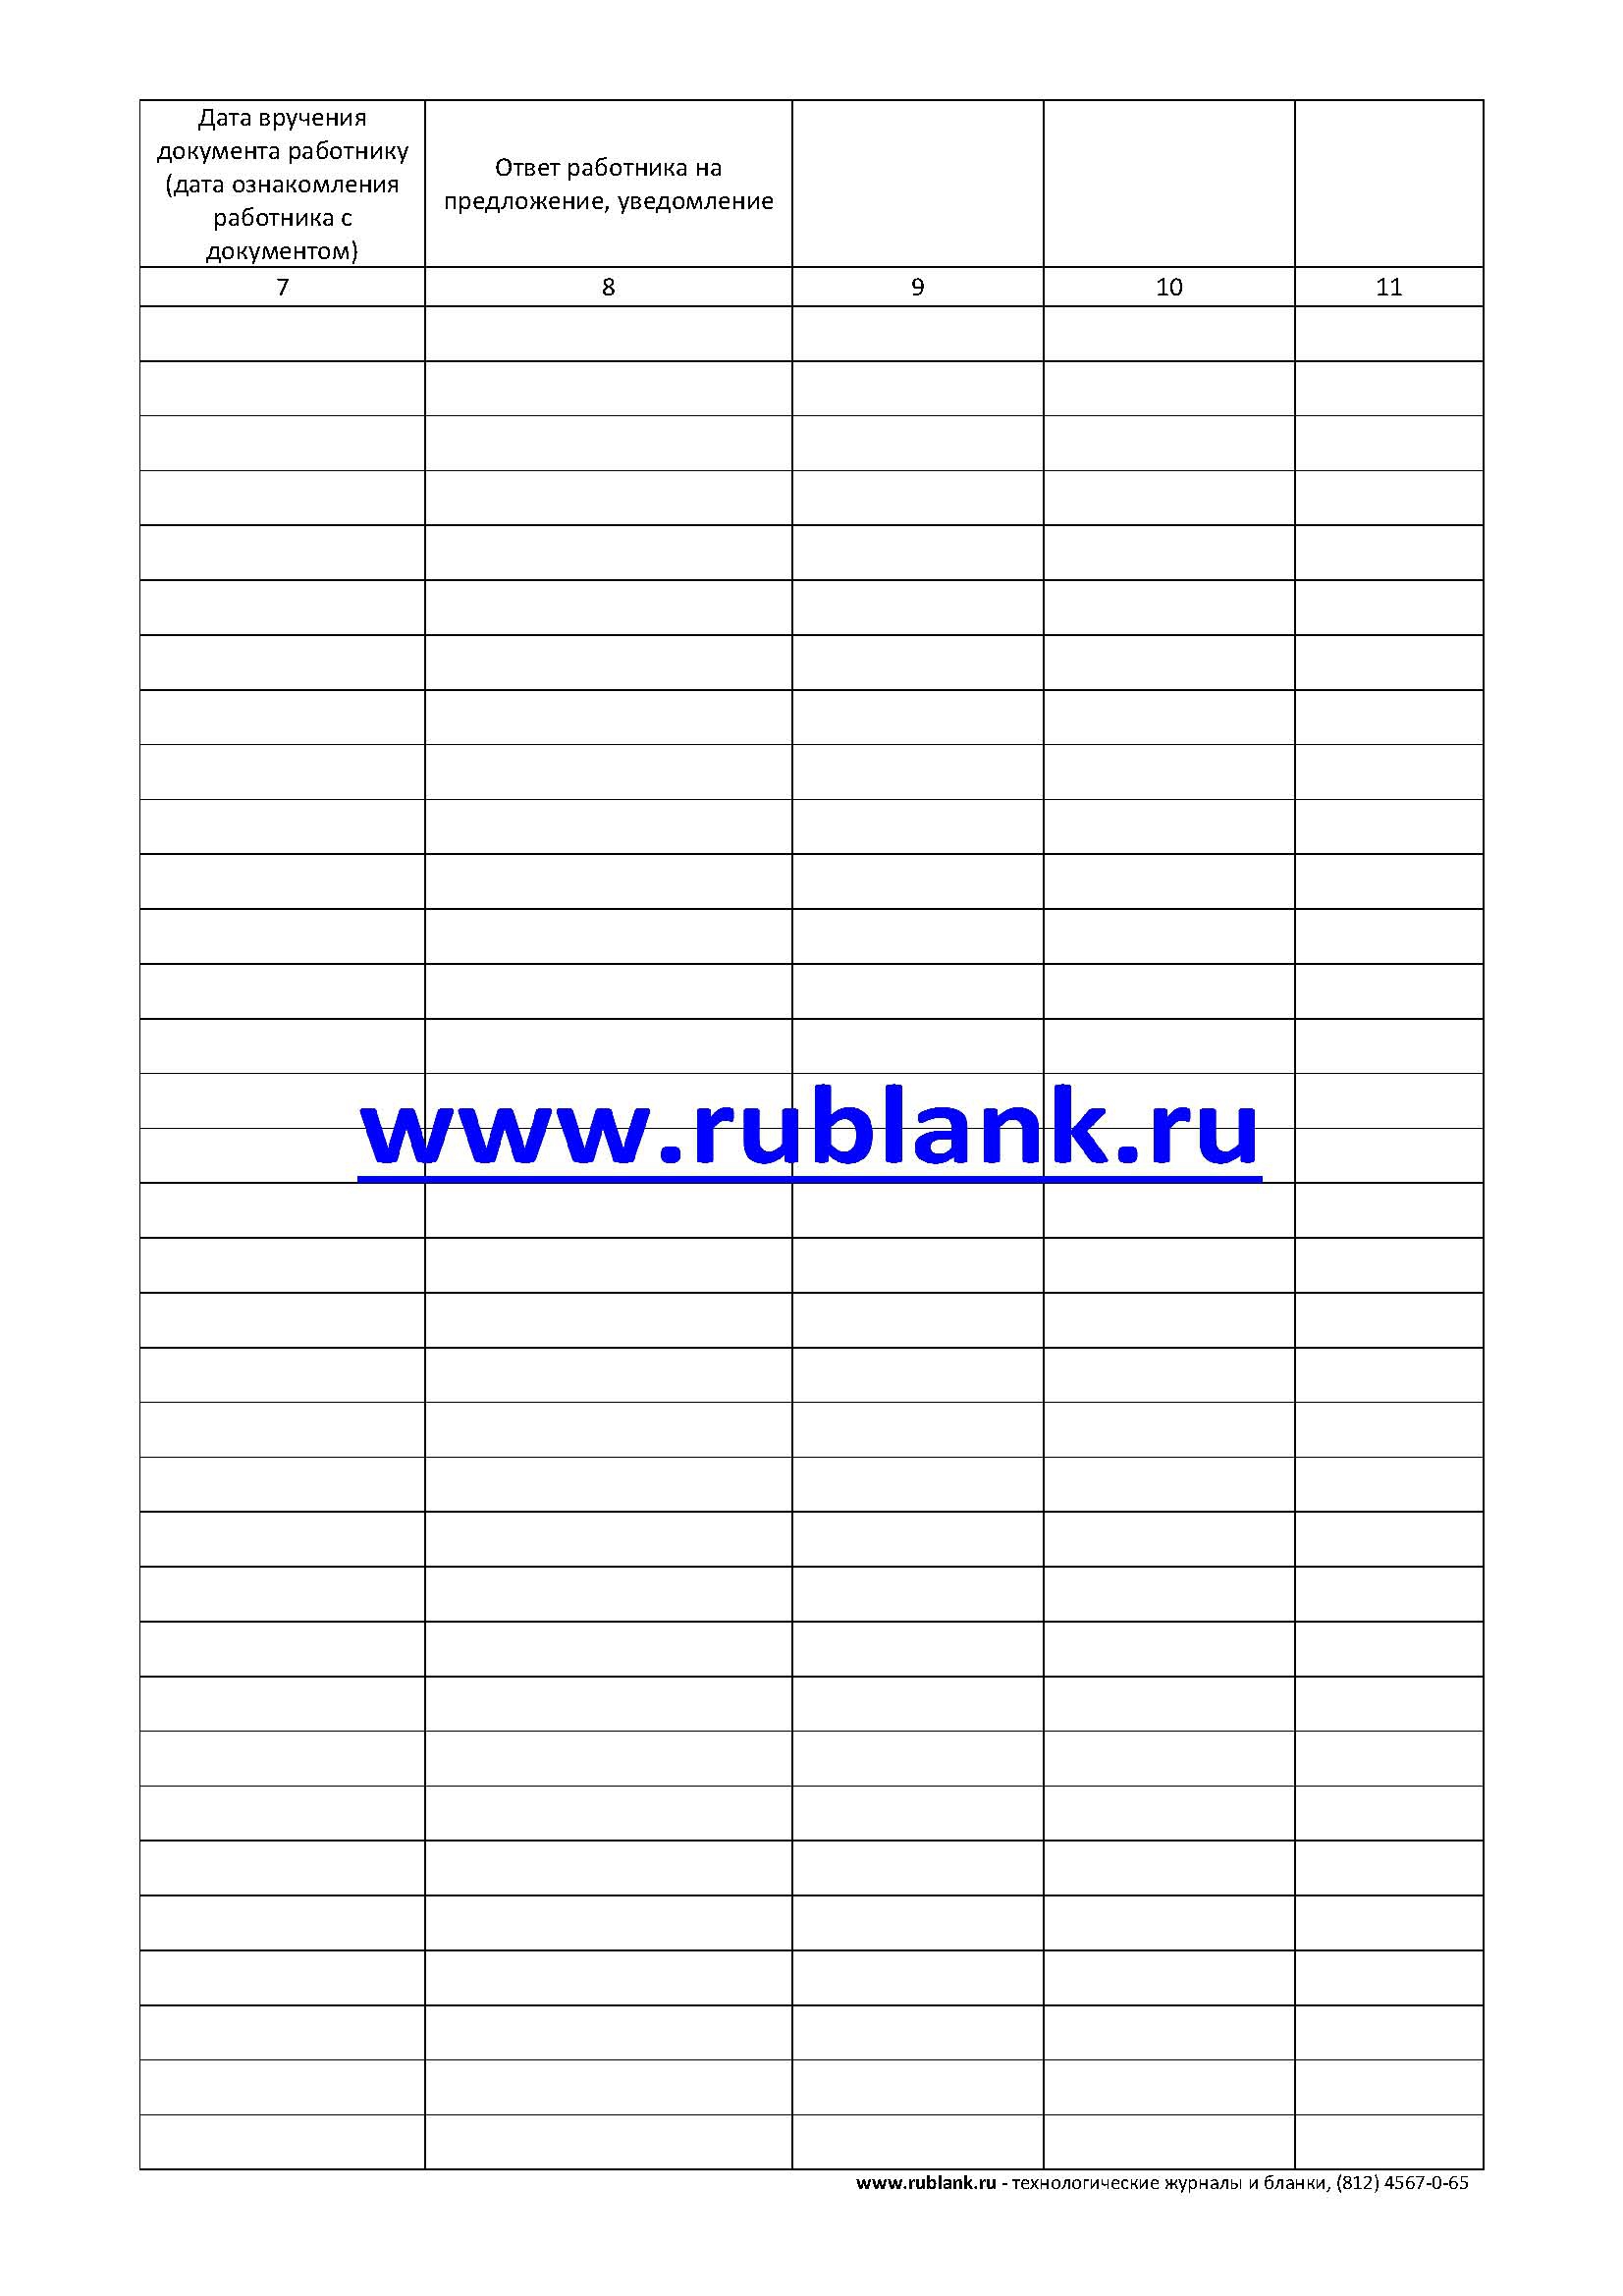 Дата вручения
документа работнику
(дата ознакомления
работника с
документом)
Ответ работника на
предложение, уведомление
7 8 9 10 11
www.rublank.ru
www.rublank.ru - технологические журналы и бланки, (812) 4567-0-65